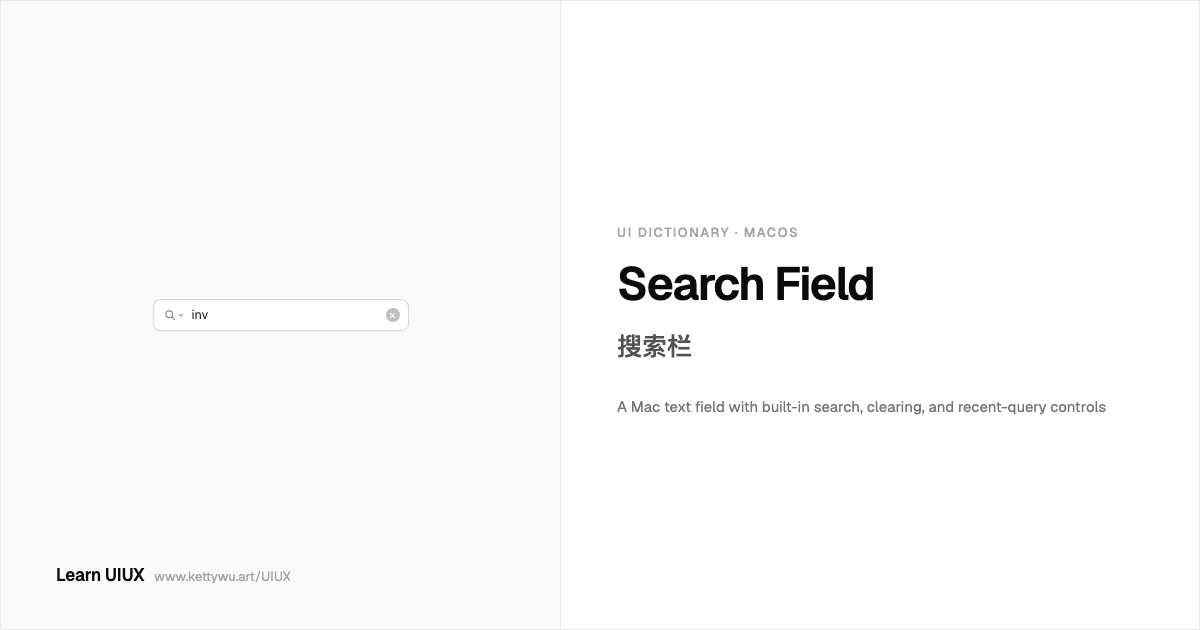 inv
Learn UIUX www.kettywu.art/UIUX
UI DICTIONARY · MACOS
Search Field
搜索栏
A Mac text field with built-in search, clearing, and recent-query controls